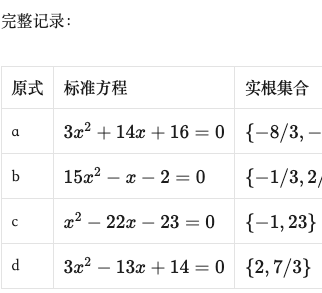 完整记录：
原式 标准方程 实根集合
a 3x² + 14x + 16 = 0 {−8/3, −
b 15x² − x − 2 = 0 {−1/3, 2/
c x² − 22x − 23 = 0 {−1, 23}
d 3x² − 13x + 14 = 0 {2, 7/3}